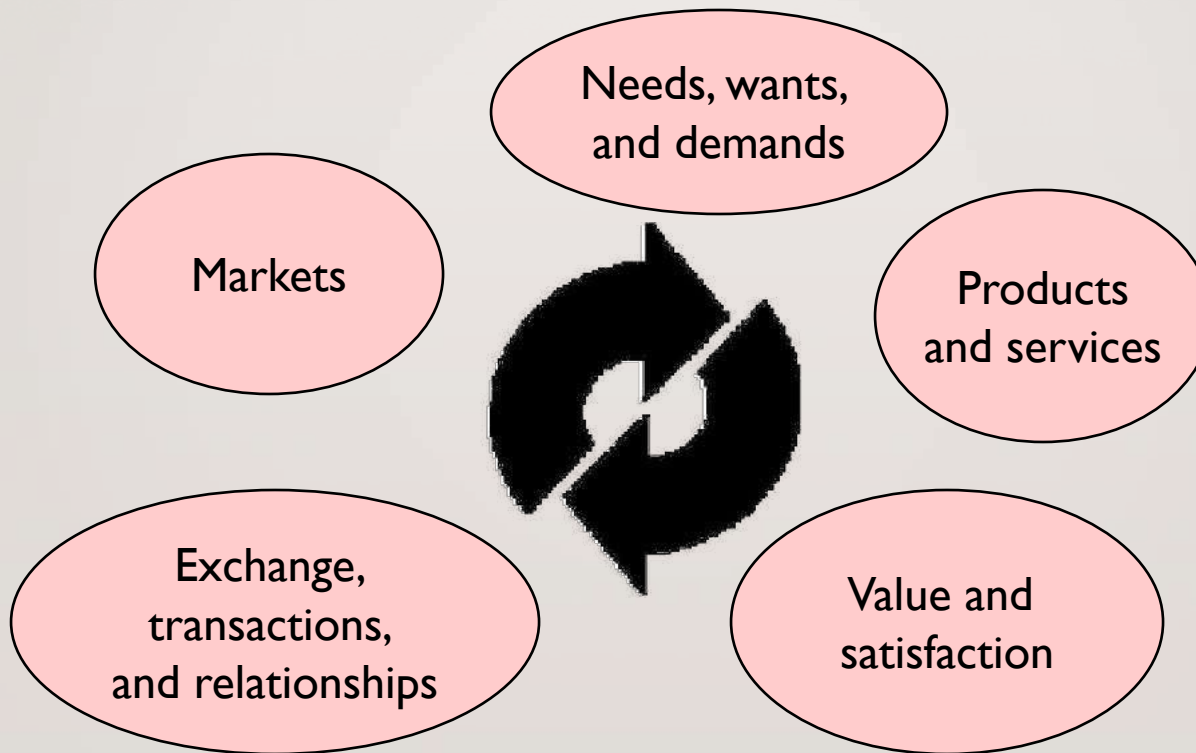 Needs, wants,
and demands
Markets
Products
and services
Exchange,
transactions,
and relationships
Value and
satisfaction